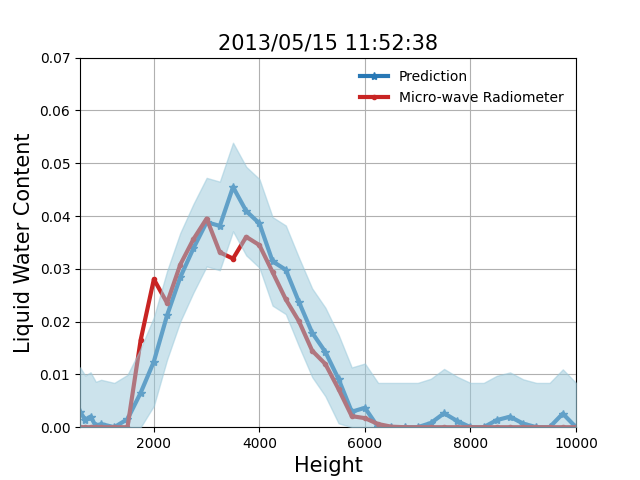 2013/05/15 11:52:38
Prediction
Micro-wave Radiometer
Liquid Water Content
0.07
0.06
0.05
0.04
0.03
0.02
0.01
0.00
2000 4000 6000 8000 10000
Height